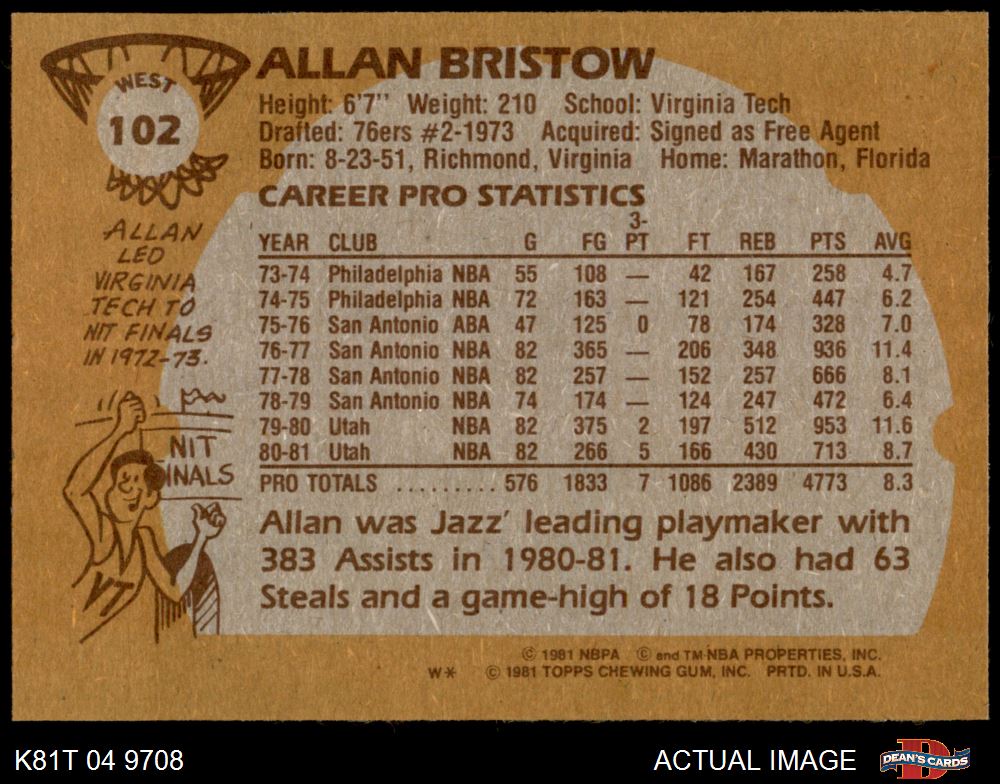 WEST
102
ALLAN BRISTOW
Height: 6'7" Weight: 210 School: Virginia Tech
Drafted: 76ers #2-1973 Acquired: Signed as Free Agent
Born: 8-23-51, Richmond, Virginia Home: Marathon, Florida
CAREER PRO STATISTICS
YEAR CLUB G FG 3-PT FT REB PTS AVG
73-74 Philadelphia NBA 55 108 — 42 167 258 4.7
74-75 Philadelphia NBA 72 163 — 121 254 447 6.2
75-76 San Antonio ABA 47 125 0 78 174 328 7.0
76-77 San Antonio NBA 82 365 — 206 348 936 11.4
77-78 San Antonio NBA 82 257 — 152 257 666 8.1
78-79 San Antonio NBA 74 174 — 124 247 472 6.4
79-80 Utah NBA 82 375 2 197 512 953 11.6
80-81 Utah NBA 82 266 5 166 430 713 8.7
PRO TOTALS .......... 576 1833 7 1086 2389 4773 8.3
ALLAN
LED
VIRGINIA
TECH TO
NIT FINALS
IN 1972-73.
NIT
FINALS
VT
Allan was Jazz' leading playmaker with
383 Assists in 1980-81. He also had 63
Steals and a game-high of 18 Points.
© 1981 NBPA © and TM NBA PROPERTIES, INC.
W* © 1981 TOPPS CHEWING GUM, INC. PRTD. IN U.S.A.
K81T 04 9708
ACTUAL IMAGE
D
DEAN'S CARDS